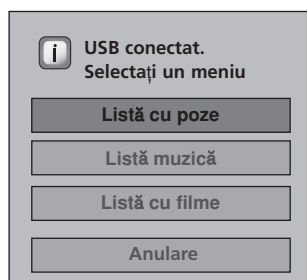 USB conectat.
Selectați un meniu
Listă cu poze
Listă muzică
Listă cu filme
Anulare